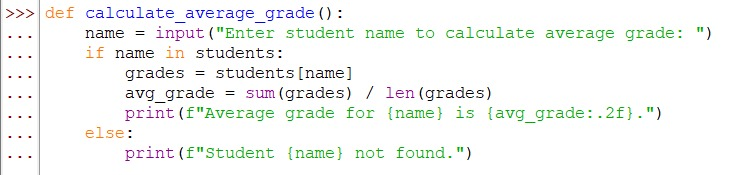 >>> def calculate_average_grade():
...     name = input("Enter student name to calculate average grade: ")
...     if name in students:
...         grades = students[name]
...         avg_grade = sum(grades) / len(grades)
...         print(f"Average grade for {name} is {avg_grade:.2f}.")
...     else:
...         print(f"Student {name} not found.")